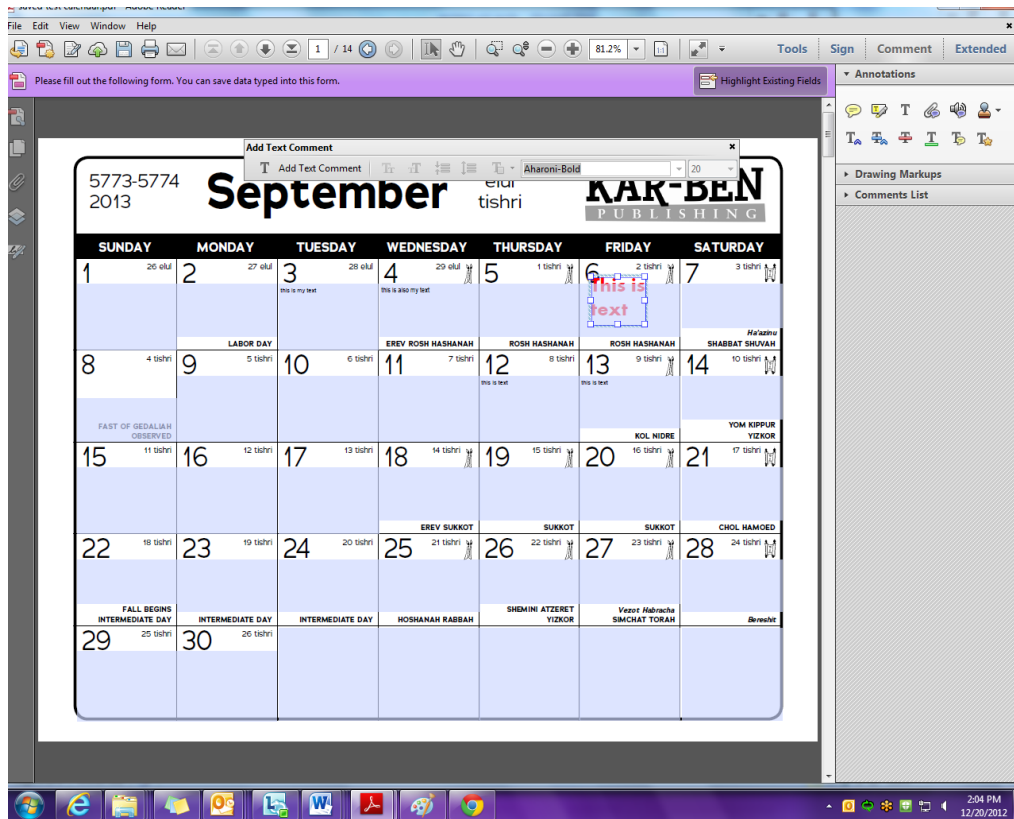 saved test calendar.pdf - Adobe Reader
File Edit View Window Help
1 / 14 81.2% Tools Sign Comment Extended
Please fill out the following form. You can save data typed into this form. Highlight Existing Fields
Annotations
Drawing Markups
Comments List
Add Text Comment
T Add Text Comment Aharoni-Bold 20
5773-5774
2013
September
elul
tishri
KAR-BEN
PUBLISHING
SUNDAY MONDAY TUESDAY WEDNESDAY THURSDAY FRIDAY SATURDAY
1 26 elul 2 27 elul 3 28 elul 4 29 elul 5 1 tishri 6 2 tishri 7 3 tishri
this is my text this is also my text
This is
text
Ha'azinu
LABOR DAY EREV ROSH HASHANAH ROSH HASHANAH ROSH HASHANAH SHABBAT SHUVAH
8 4 tishri 9 5 tishri 10 6 tishri 11 7 tishri 12 8 tishri 13 9 tishri 14 10 tishri
this is text this is text
FAST OF GEDALIAH YOM KIPPUR
OBSERVED KOL NIDRE YIZKOR
15 11 tishri 16 12 tishri 17 13 tishri 18 14 tishri 19 15 tishri 20 16 tishri 21 17 tishri
EREV SUKKOT SUKKOT SUKKOT CHOL HAMOED
22 18 tishri 23 19 tishri 24 20 tishri 25 21 tishri 26 22 tishri 27 23 tishri 28 24 tishri
FALL BEGINS SHEMINI ATZERET Vezot Habracha
INTERMEDIATE DAY INTERMEDIATE DAY INTERMEDIATE DAY HOSHANAH RABBAH YIZKOR SIMCHAT TORAH Bereshit
29 25 tishri 30 26 tishri
2:04 PM
12/20/2012